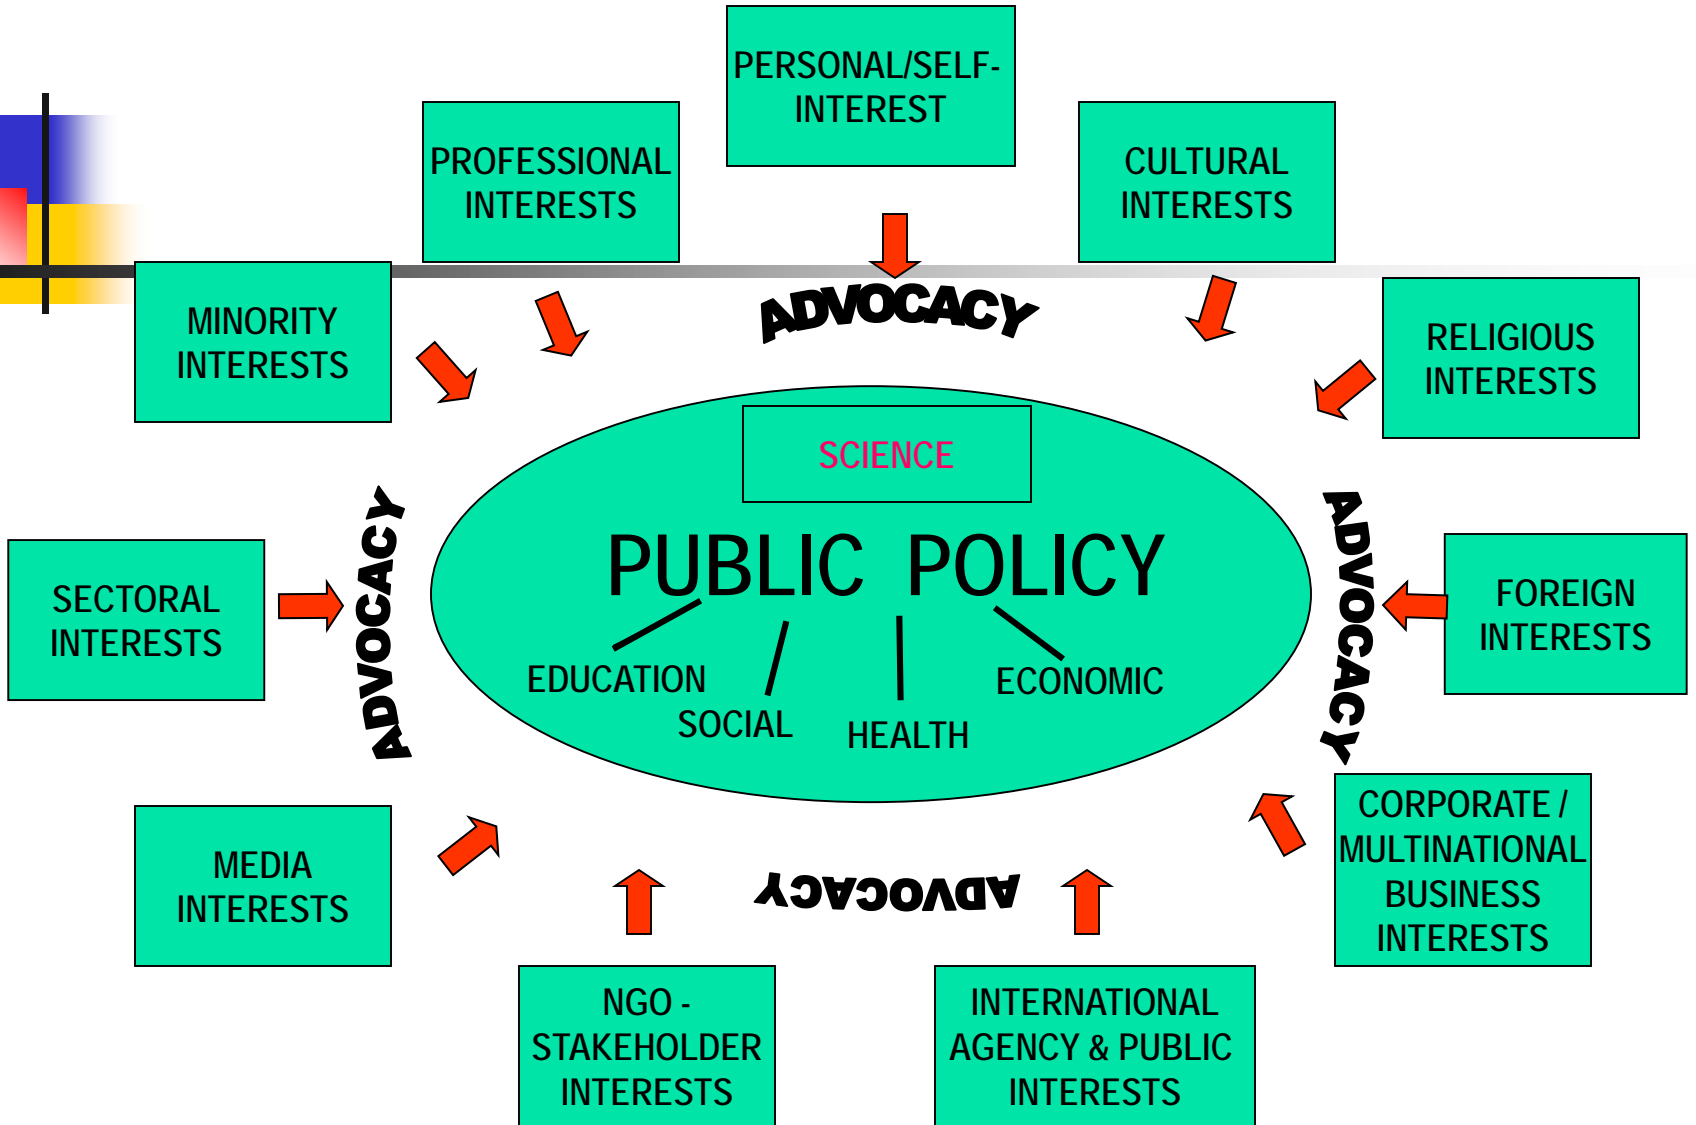 PERSONAL/SELF-
INTEREST
PROFESSIONAL
INTERESTS
CULTURAL
INTERESTS
MINORITY
INTERESTS
ADVOCACY
RELIGIOUS
INTERESTS
SCIENCE
PUBLIC POLICY
EDUCATION
SOCIAL
HEALTH
ECONOMIC
SECTORAL
INTERESTS
ADVOCACY
ADVOCACY
FOREIGN
INTERESTS
MEDIA
INTERESTS
ADVOCACY
CORPORATE /
MULTINATIONAL
BUSINESS
INTERESTS
NGO -
STAKEHOLDER
INTERESTS
INTERNATIONAL
AGENCY & PUBLIC
INTERESTS